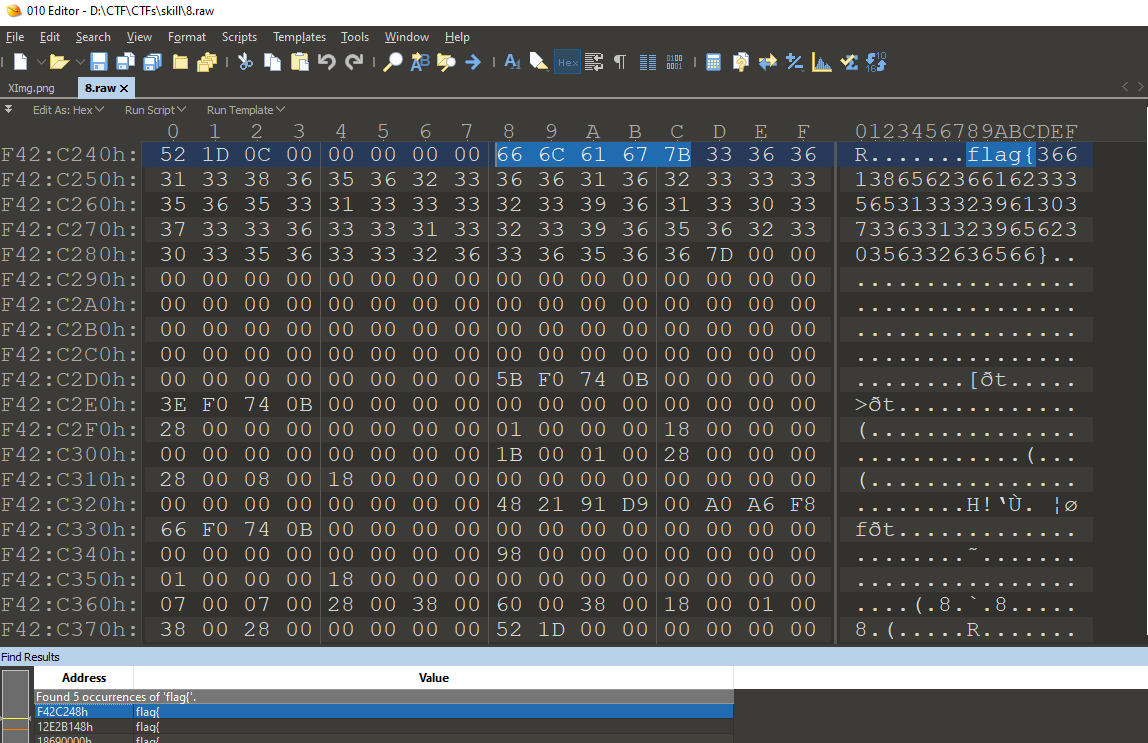 010 Editor - D:\CTF\CTFs\skill\8.raw
File Edit Search View Format Scripts Templates Tools Window Help
Hex
XImg.png 8.raw
Edit As: Hex Run Script Run Template
0 1 2 3 4 5 6 7 8 9 A B C D E F 0123456789ABCDEF
F42:C240h: 52 1D 0C 00 00 00 00 00 66 6C 61 67 7B 33 36 36 R.......flag{366
F42:C250h: 31 33 38 36 35 36 32 33 36 36 31 36 32 33 33 33 1386562366162333
F42:C260h: 35 36 35 33 31 33 33 33 32 33 39 36 31 33 30 33 5653133323961303
F42:C270h: 37 33 33 36 33 33 31 33 32 33 39 36 35 36 32 33 7336331323965623
F42:C280h: 30 33 35 36 33 33 32 36 33 36 35 36 36 7D 00 00 0356332636566}..
F42:C290h: 00 00 00 00 00 00 00 00 00 00 00 00 00 00 00 00 ................
F42:C2A0h: 00 00 00 00 00 00 00 00 00 00 00 00 00 00 00 00 ................
F42:C2B0h: 00 00 00 00 00 00 00 00 00 00 00 00 00 00 00 00 ................
F42:C2C0h: 00 00 00 00 00 00 00 00 00 00 00 00 00 00 00 00 ................
F42:C2D0h: 00 00 00 00 00 00 00 00 5B F0 74 0B 00 00 00 00 ........[ðt.....
F42:C2E0h: 3E F0 74 0B 00 00 00 00 00 00 00 00 00 00 00 00 >ðt.............
F42:C2F0h: 28 00 00 00 00 00 00 00 01 00 00 00 18 00 00 00 (...............
F42:C300h: 00 00 00 00 00 00 00 00 1B 00 01 00 28 00 00 00 ............(...
F42:C310h: 28 00 08 00 18 00 00 00 00 00 00 00 00 00 00 00 (...............
F42:C320h: 00 00 00 00 00 00 00 00 48 21 91 D9 00 A0 A6 F8 ........H!‘Ù. ¦ø
F42:C330h: 66 F0 74 0B 00 00 00 00 00 00 00 00 00 00 00 00 fðt.............
F42:C340h: 00 00 00 00 00 00 00 00 98 00 00 00 00 00 00 00 ........˜.......
F42:C350h: 01 00 00 00 18 00 00 00 00 00 00 00 00 00 00 00 ................
F42:C360h: 07 00 07 00 28 00 38 00 60 00 38 00 18 00 01 00 ....(.8.`.8.....
F42:C370h: 38 00 28 00 00 00 00 00 52 1D 00 00 00 00 00 00 8.(.....R.......
Find Results
Address Value
Found 5 occurrences of 'flag{'.
F42C248h flag{
12E2B148h flag{
18690000h flag{